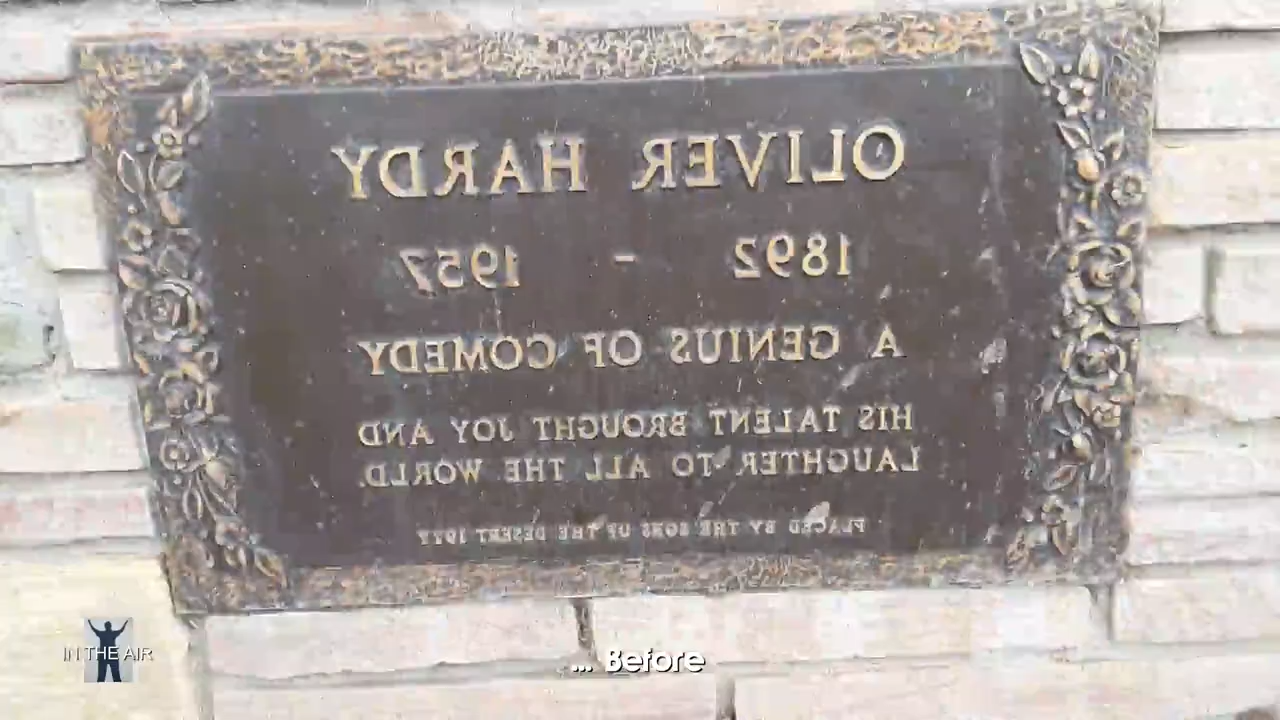 OLIVER HARDY
1892 - 1957
A GENIUS OF COMEDY
HIS TALENT BROUGHT JOY AND
LAUGHTER TO ALL THE WORLD.
PLACED BY THE SONS OF THE DESERT 1977
IN THE AIR
... Before